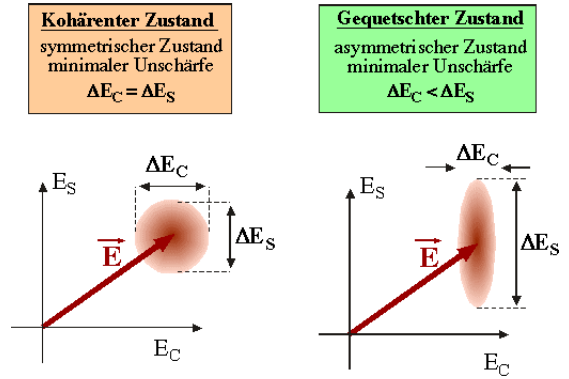 Kohärenter Zustand
symmetrischer Zustand
minimaler Unschärfe
ΔE_C = ΔE_S
Gequetschter Zustand
asymmetrischer Zustand
minimaler Unschärfe
ΔE_C < ΔE_S
ΔE_C
E_S
ΔE_S
E
E_C
ΔE_C
E_S
ΔE_S
E
E_C